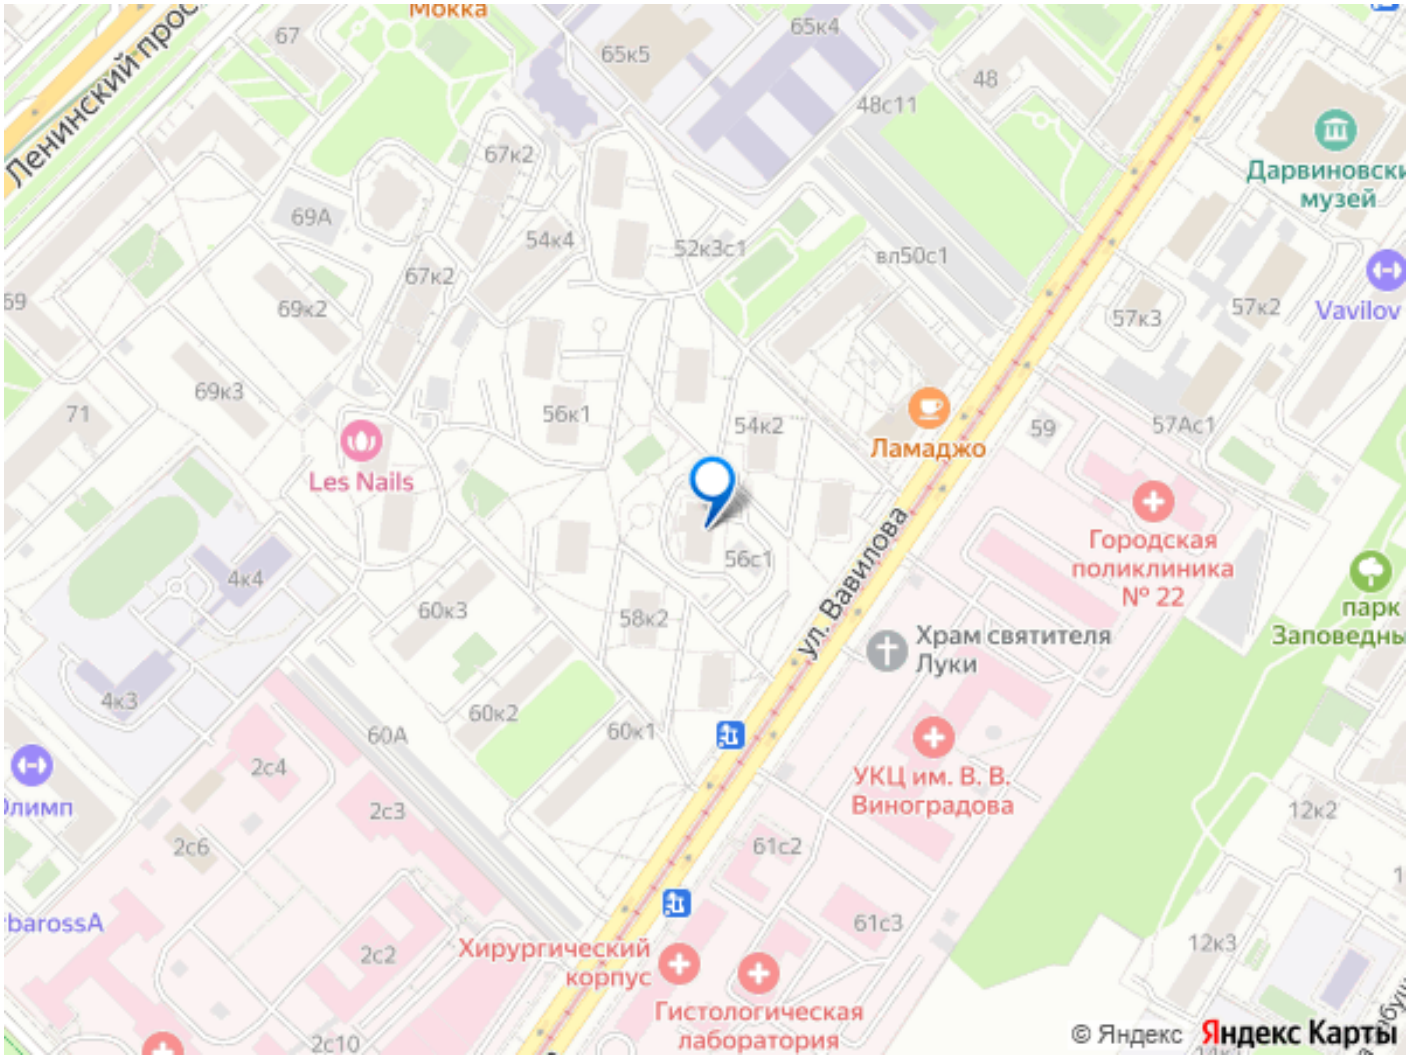 Мокка
67
65к5
65к4
48
48с11
Ленинский прос
67к2
Дарвиновски
музей
69А
54к4
52к3с1
вл50с1
67к2
69
69к2
57к3
57к2
Vavilov
69к3
71
56к1
54к2
Ламаджо
59
57Ас1
Les Nails
Городская
поликлиника
№ 22
56с1
ул. Вавилова
4к4
60к3
58к2
Храм святителя
Луки
парк
Заповедны
4к3
60к2
60к1
60А
2с4
УКЦ им. В. В.
Виноградова
Олимп
2с3
12к2
2с6
61с2
barossA
61с3
2с2
Хирургический
корпус
12к3
Гистологическая
лаборатория
2с10
© Яндекс
Яндекс Карты